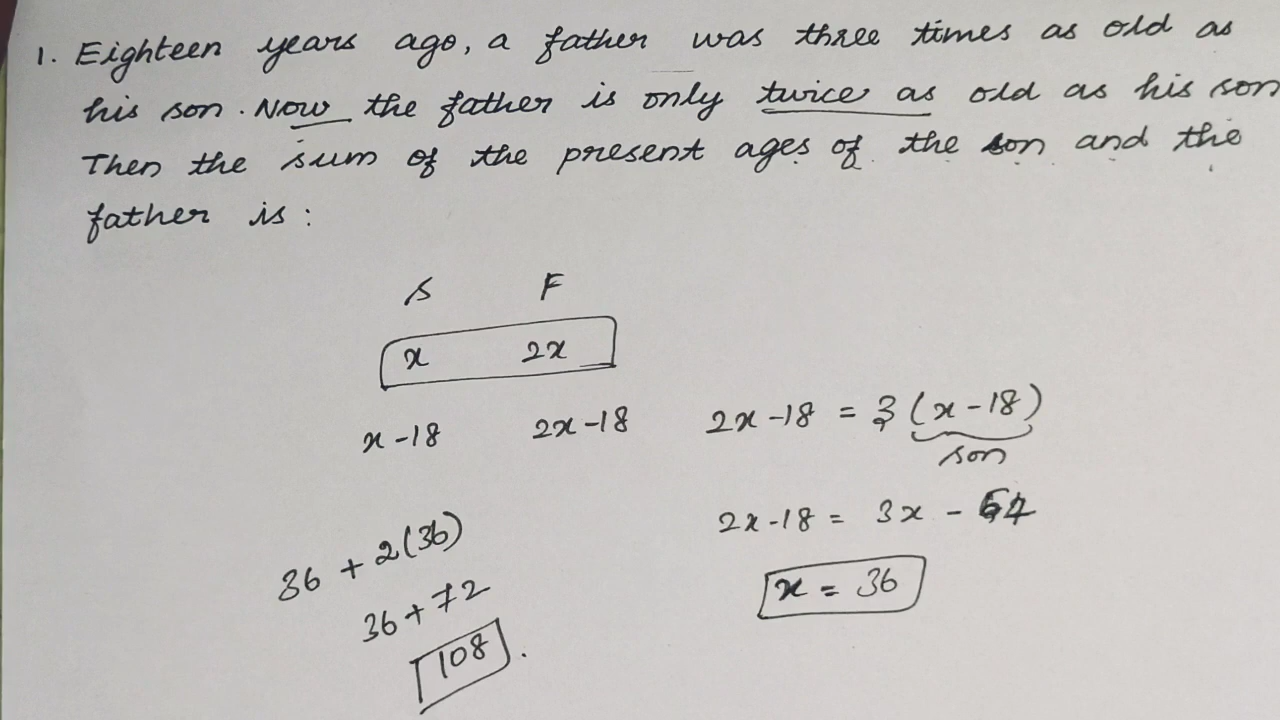 1. Eighteen years ago, a father was three times as old as
his son. Now the father is only twice as old as his son
Then the sum of the present ages of the son and the
father is:
S F
x 2x
x-18 2x-18
2x-18 = 3(x-18)
son
2x-18 = 3x - 54
x = 36
36 + 2(36)
36 + 72
108.